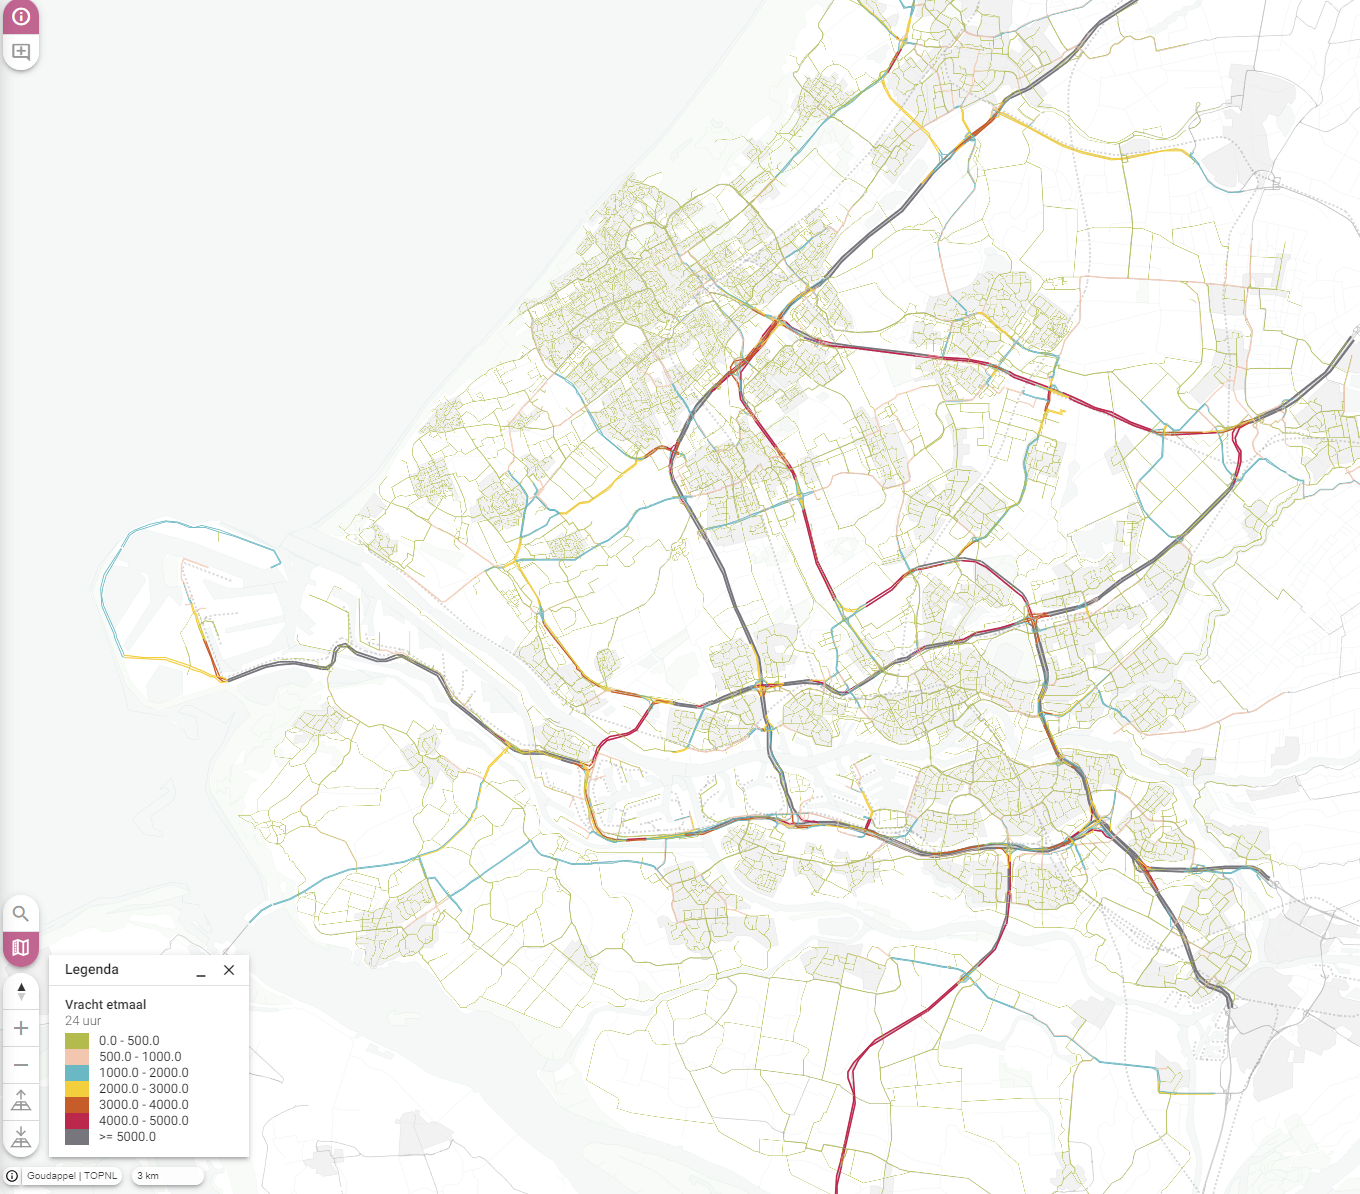 Legenda
Vracht etmaal
24 uur
0.0 - 500.0
500.0 - 1000.0
1000.0 - 2000.0
2000.0 - 3000.0
3000.0 - 4000.0
4000.0 - 5000.0
>= 5000.0
Goudappel | TOPNL
3 km